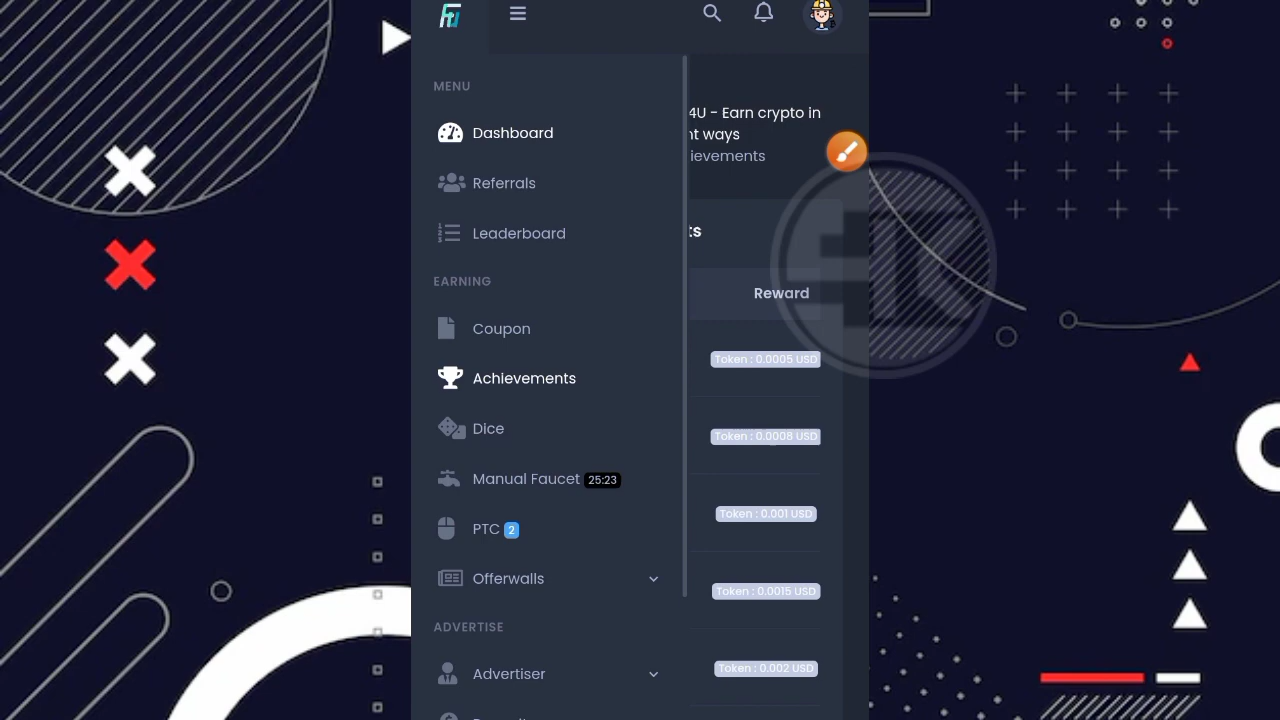 MENU
Dashboard
Referrals
Leaderboard
EARNING
Coupon
Achievements
Dice
Manual Faucet 25:23
PTC 2
Offerwalls
ADVERTISE
Advertiser
4U - Earn crypto in
ways
Reward
Token : 0.0005 USD
Token : 0.0008 USD
Token : 0.001 USD
Token : 0.0015 USD
Token : 0.002 USD